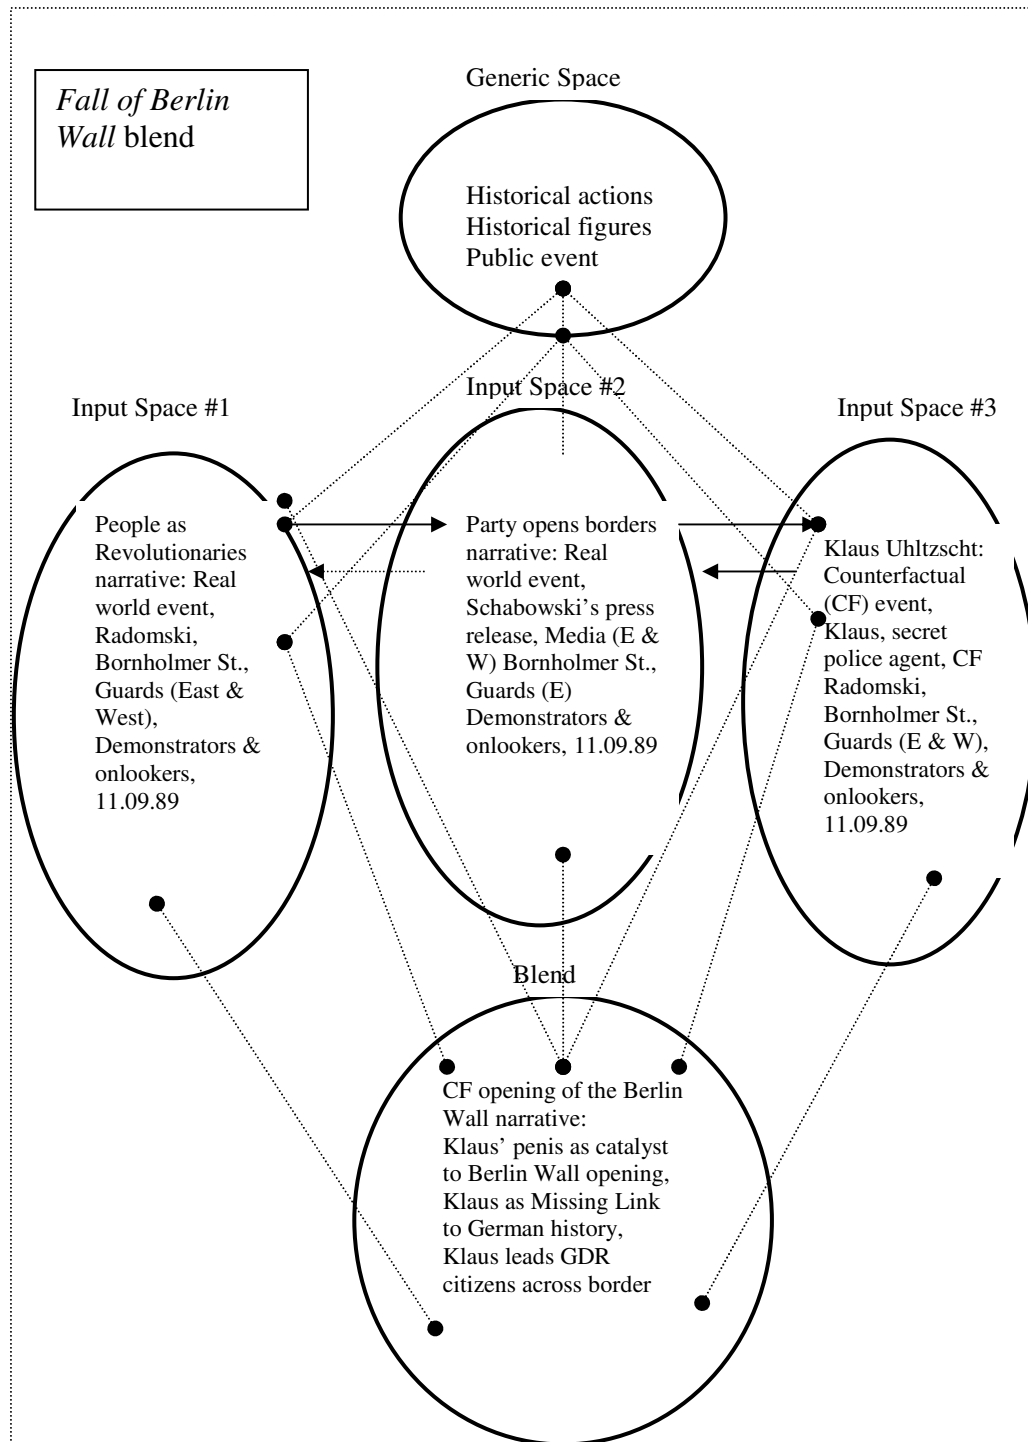 Fall of Berlin
Wall blend
Generic Space
Historical actions
Historical figures
Public event
Input Space #1
Input Space #2
Input Space #3
People as
Revolutionaries
narrative: Real
world event,
Radomski,
Bornholmer St.,
Guards (East &
West),
Demonstrators &
onlookers,
11.09.89
Party opens borders
narrative: Real
world event,
Schabowski's press
release, Media (E &
W) Bornholmer St.,
Guards (E)
Demonstrators &
onlookers, 11.09.89
Klaus Uhltzscht:
Counterfactual
(CF) event,
Klaus, secret
police agent, CF
Radomski,
Bornholmer St.,
Guards (E & W),
Demonstrators &
onlookers,
11.09.89
Blend
CF opening of the Berlin
Wall narrative:
Klaus' penis as catalyst
to Berlin Wall opening,
Klaus as Missing Link
to German history,
Klaus leads GDR
citizens across border